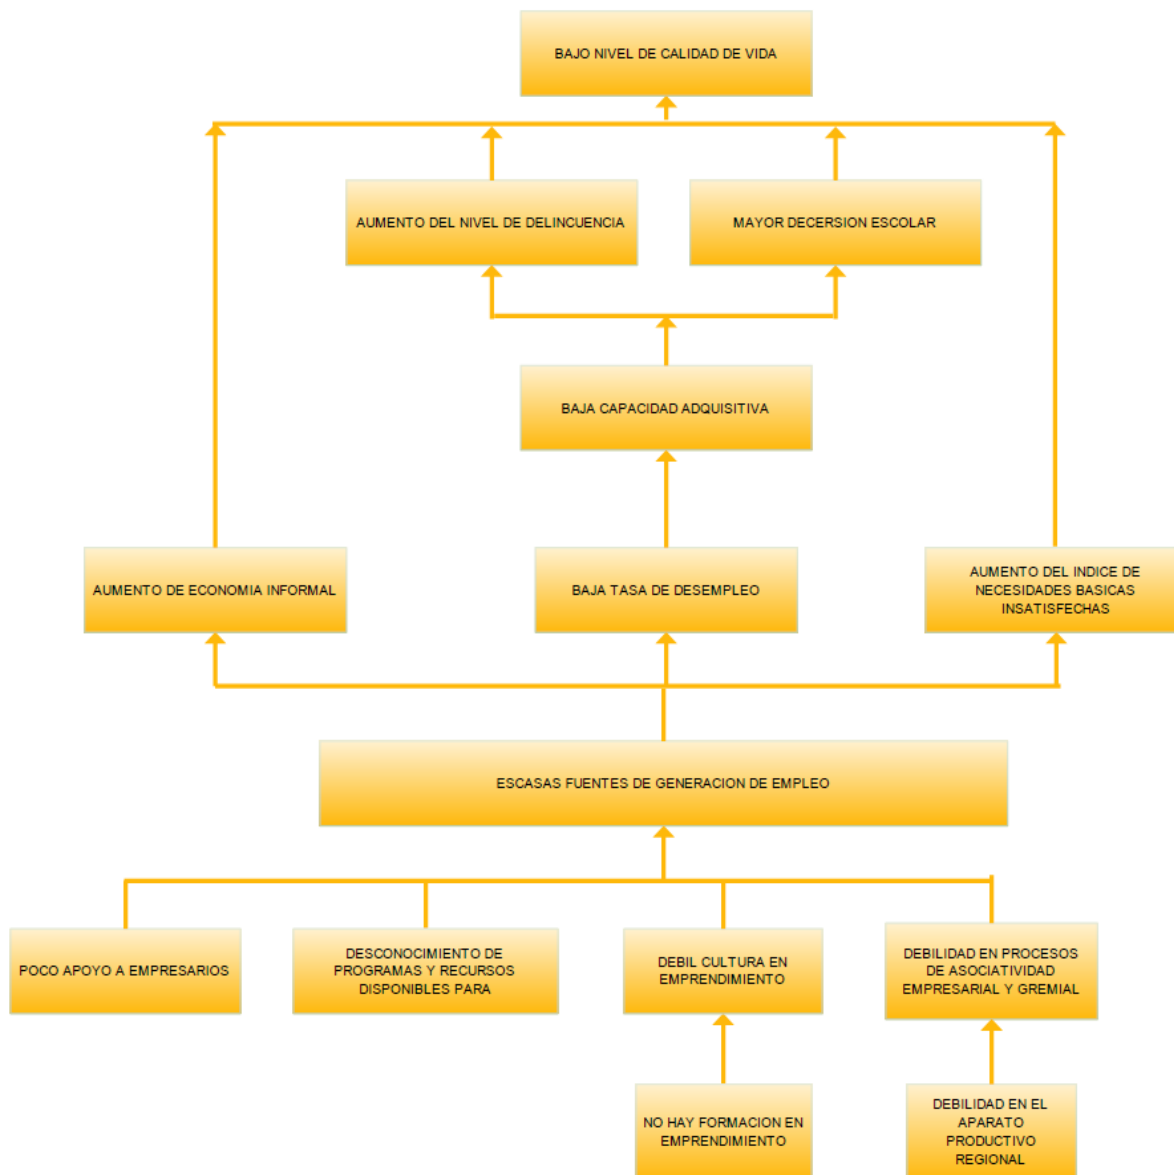 BAJO NIVEL DE CALIDAD DE VIDA
AUMENTO DEL NIVEL DE DELINCUENCIA
MAYOR DECERSION ESCOLAR
BAJA CAPACIDAD ADQUISITIVA
AUMENTO DE ECONOMIA INFORMAL
BAJA TASA DE DESEMPLEO
AUMENTO DEL INDICE DE
NECESIDADES BASICAS
INSATISFECHAS
ESCASAS FUENTES DE GENERACION DE EMPLEO
POCO APOYO A EMPRESARIOS
DESCONOCIMIENTO DE
PROGRAMAS Y RECURSOS
DISPONIBLES PARA
DEBIL CULTURA EN
EMPRENDIMIENTO
DEBILIDAD EN PROCESOS
DE ASOCIATIVIDAD
EMPRESARIAL Y GREMIAL
NO HAY FORMACION EN
EMPRENDIMIENTO
DEBILIDAD EN EL
APARATO
PRODUCTIVO
REGIONAL